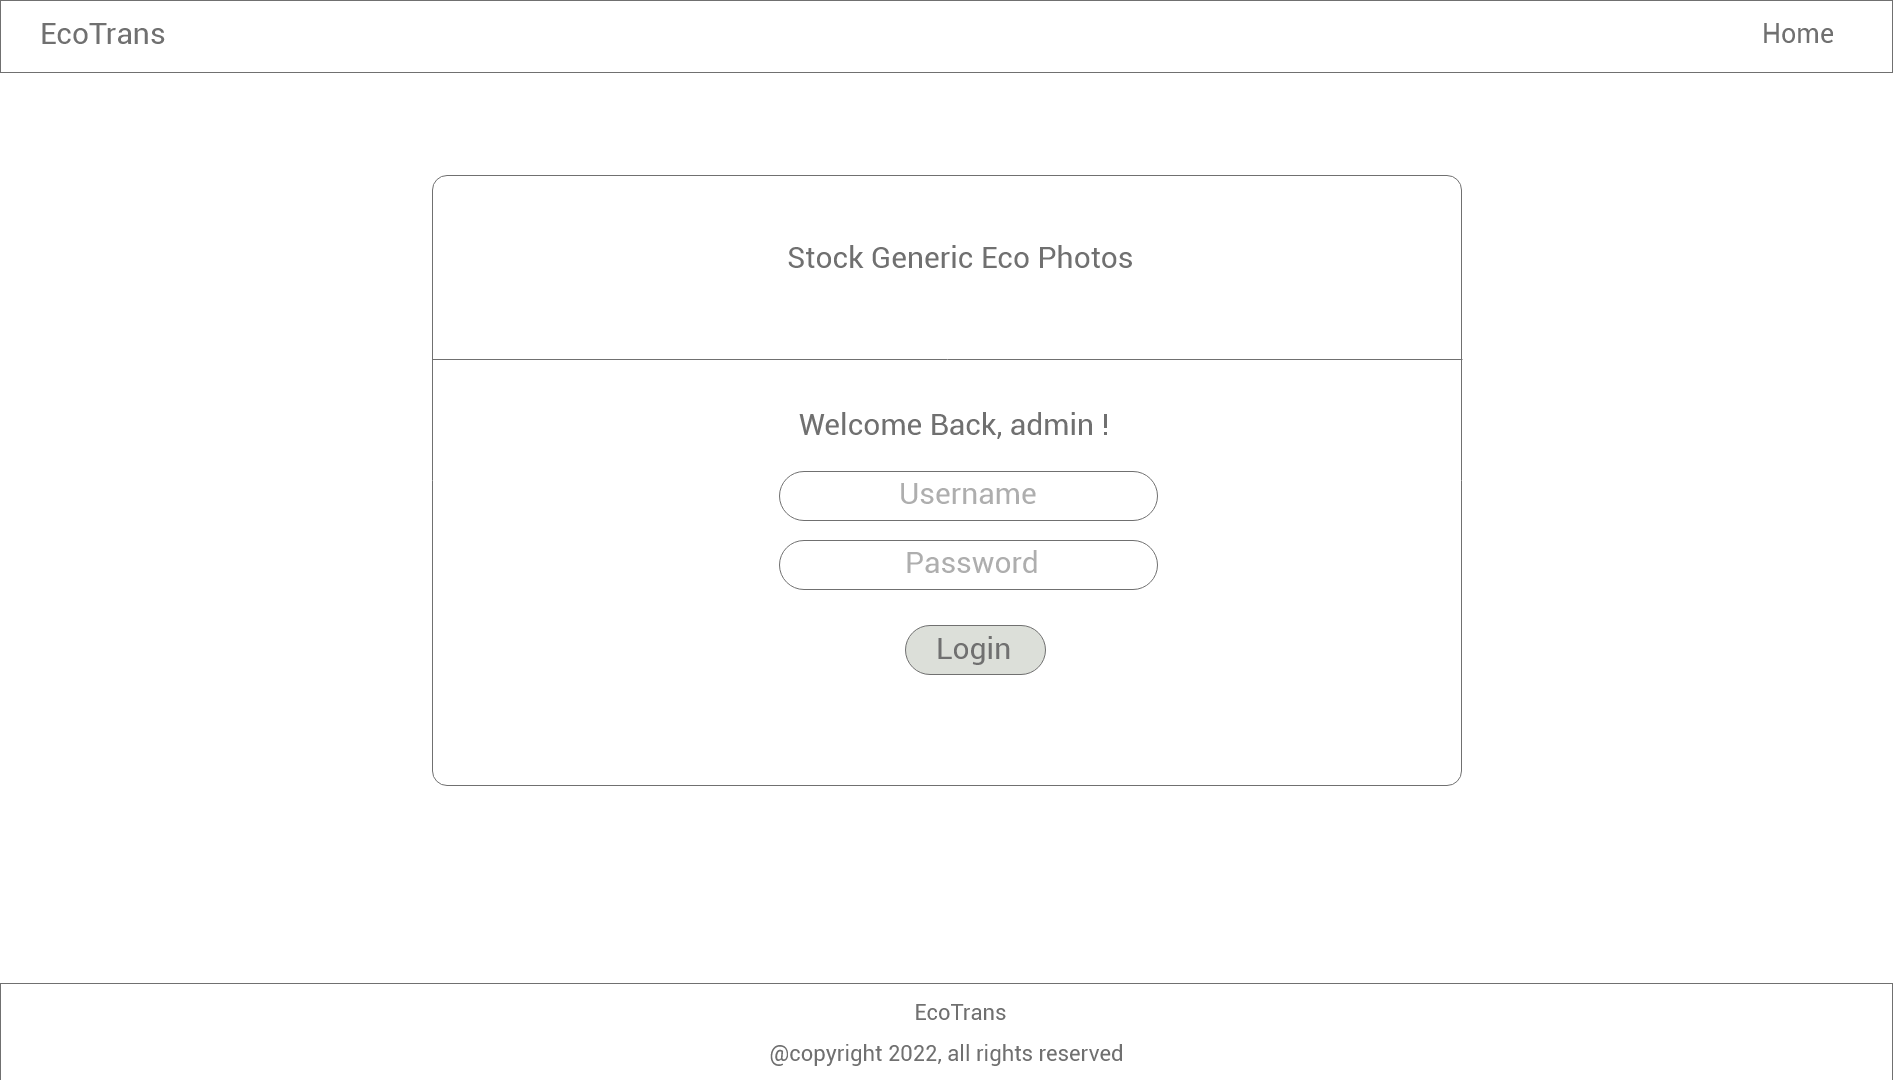 EcoTrans
Home
Stock Generic Eco Photos
Welcome Back, admin !
Username
Password
Login
EcoTrans
@copyright 2022, all rights reserved